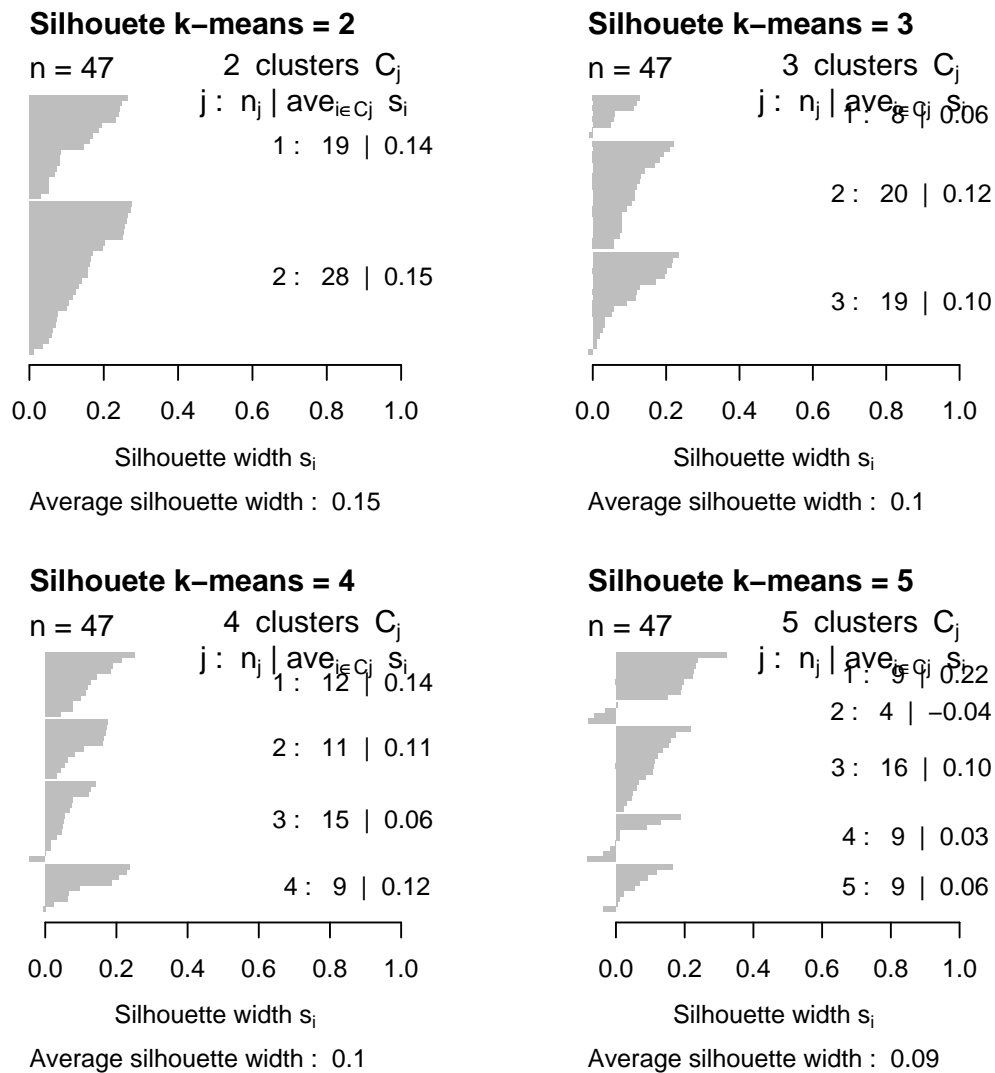 Silhouete k−means = 2
n = 47
2 clusters Cj
j : nj | avei∈Cj si
1 : 19 | 0.14
2 : 28 | 0.15
0.0 0.2 0.4 0.6 0.8 1.0
Silhouette width si
Average silhouette width : 0.15
Silhouete k−means = 3
n = 47
3 clusters Cj
j : nj | avei∈Cj si
1 : 8 | 0.06
2 : 20 | 0.12
3 : 19 | 0.10
0.0 0.2 0.4 0.6 0.8 1.0
Silhouette width si
Average silhouette width : 0.1
Silhouete k−means = 4
n = 47
4 clusters Cj
j : nj | avei∈Cj si
1 : 12 | 0.14
2 : 11 | 0.11
3 : 15 | 0.06
4 : 9 | 0.12
0.0 0.2 0.4 0.6 0.8 1.0
Silhouette width si
Average silhouette width : 0.1
Silhouete k−means = 5
n = 47
5 clusters Cj
j : nj | avei∈Cj si
1 : 9 | 0.22
2 : 4 | −0.04
3 : 16 | 0.10
4 : 9 | 0.03
5 : 9 | 0.06
0.0 0.2 0.4 0.6 0.8 1.0
Silhouette width si
Average silhouette width : 0.09